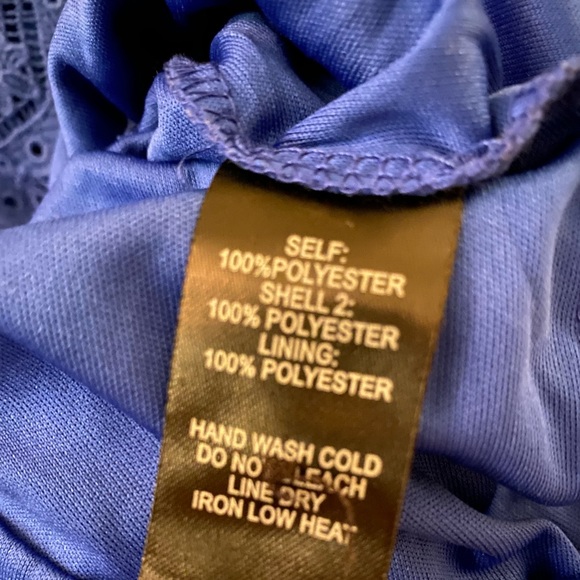 SELF:
100%POLYESTER
SHELL 2:
100% POLYESTER
LINING:
100% POLYESTER
HAND WASH COLD
DO NOT BLEACH
LINE DRY
IRON LOW HEAT